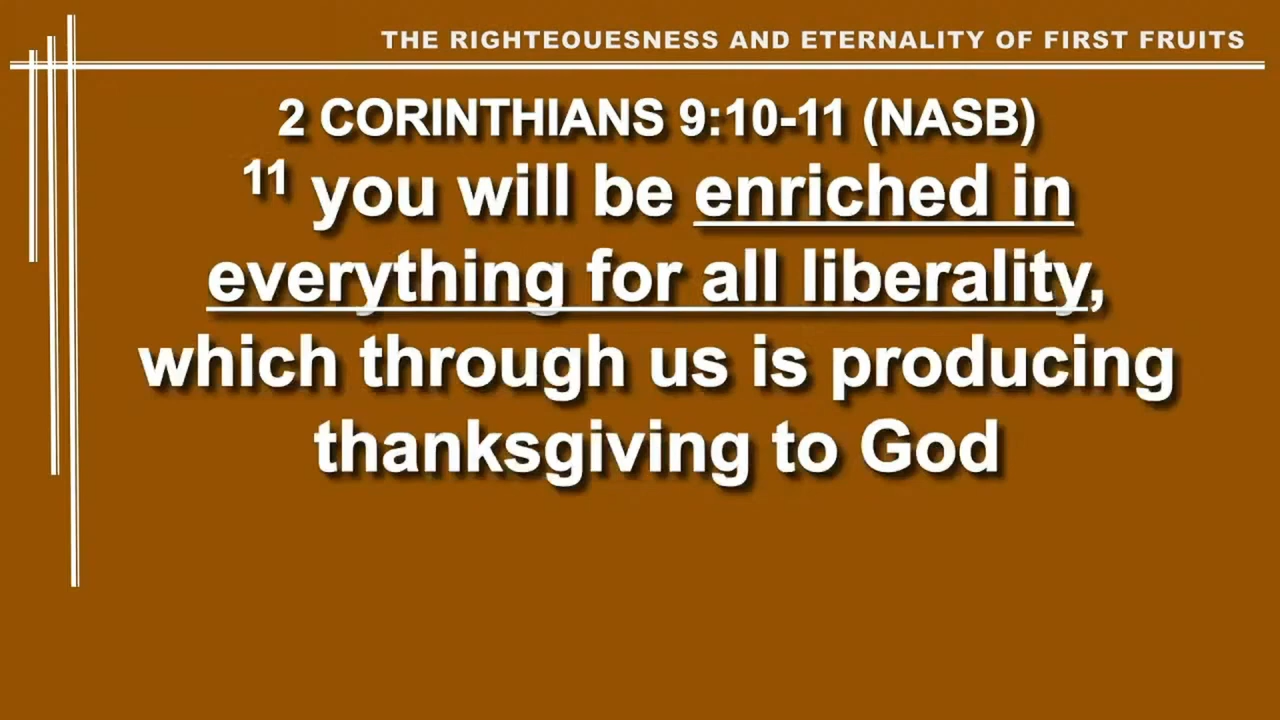 THE RIGHTEOUESNESS AND ETERNALITY OF FIRST FRUITS
2 CORINTHIANS 9:10-11 (NASB)
11 you will be enriched in
everything for all liberality,
which through us is producing
thanksgiving to God